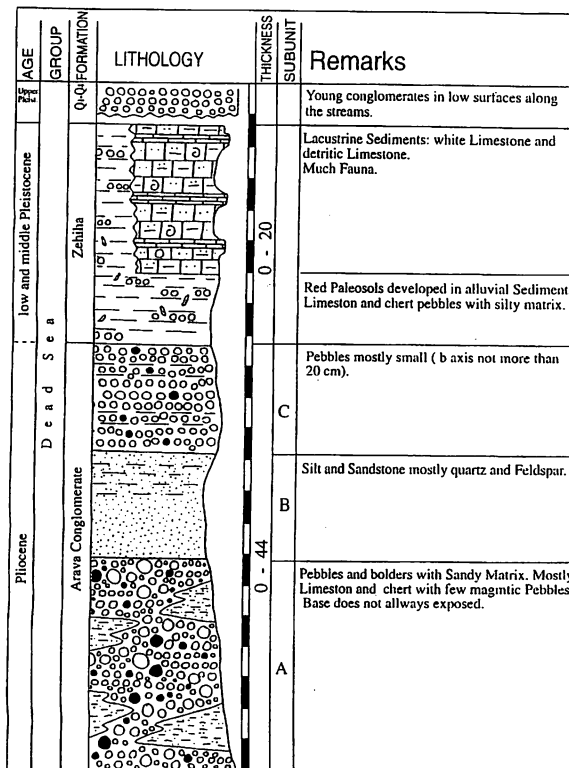 AGE
GROUP
FORMATION
LITHOLOGY
THICKNESS
SUBUNIT
Remarks
Upper
Pleist.
Q1-Q4
Young conglomerates in low surfaces along
the streams.
low and middle Pleistocene
Zehiha
0 - 20
Lacustrine Sediments: white Limestone and
detritic Limestone.
Much Fauna.
Red Paleosols developed in alluvial Sediment
Limeston and chert pebbles with silty matrix.
Dead Sea
Pliocene
Arava Conglomerate
0 - 44
C
Pebbles mostly small ( b axis not more than
20 cm).
B
Silt and Sandstone mostly quartz and Feldspar.
A
Pebbles and bolders with Sandy Matrix. Mostly
Limeston and chert with few magmtic Pebbles
Base does not allways exposed.